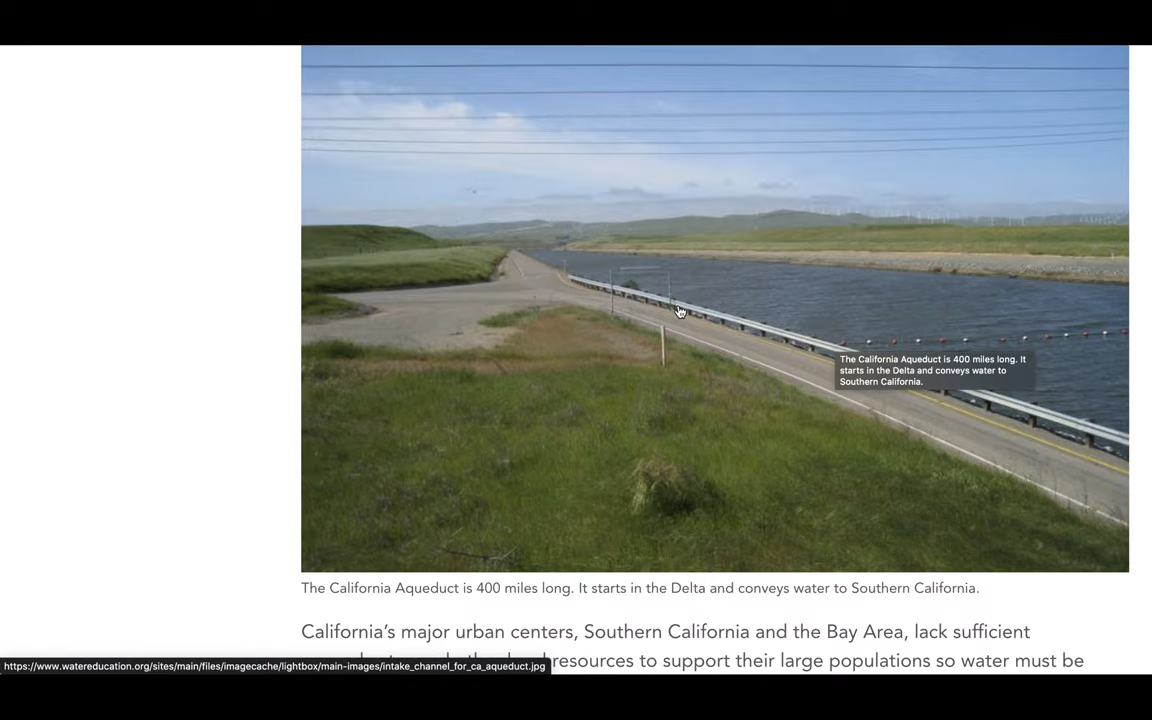 The California Aqueduct is 400 miles long. It
starts in the Delta and conveys water to
Southern California.
The California Aqueduct is 400 miles long. It starts in the Delta and conveys water to Southern California.
California’s major urban centers, Southern California and the Bay Area, lack sufficient
resources to support their large populations so water must be
https://www.watereducation.org/sites/main/files/imagecache/lightbox/main-images/intake_channel_for_ca_aqueduct.jpg